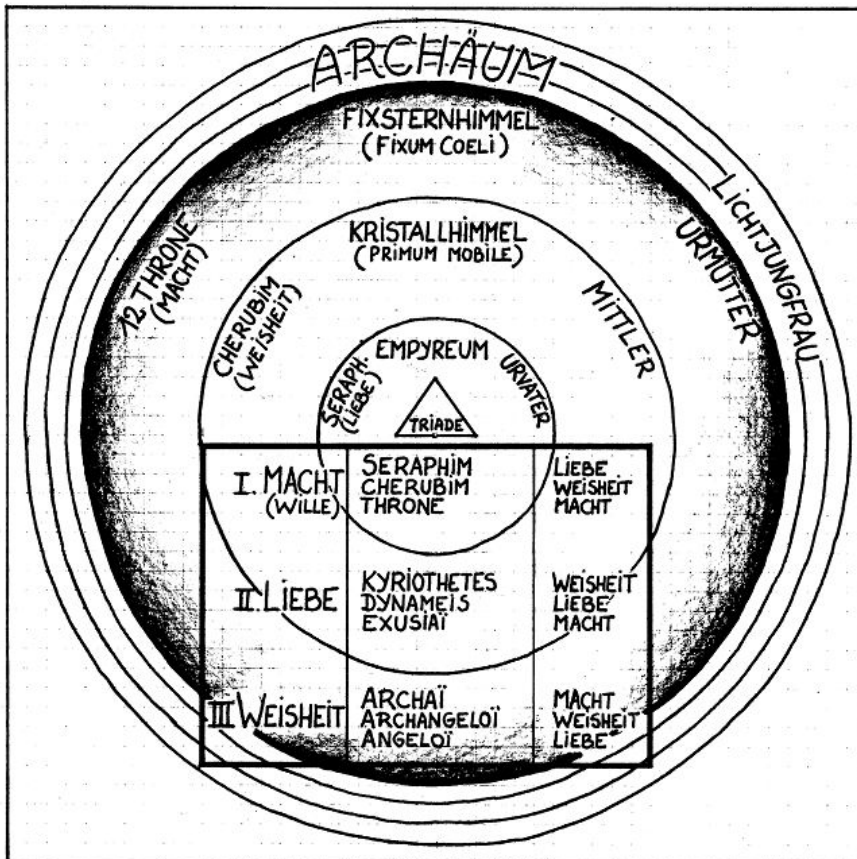 ARCHÄUM
FIXSTERNHIMMEL
(FIXUM COELI)
LICHTJUNGFRAU
12 THRONE
(MACHT)
URMÜTTER
KRISTALLHIMMEL
(PRIMUM MOBILE)
CHERUBIM
(WEISHEIT)
MITTLER
EMPYREUM
SERAPH.
(LIEBE)
URVATER
TRIADE
I. MACHT
(WILLE)
SERAPHIM
CHERUBIM
THRONE
LIEBE
WEISHEIT
MACHT
II. LIEBE
KYRIOTHETES
DYNAMEIS
EXUSIAÏ
WEISHEIT
LIEBE
MACHT
III WEISHEIT
ARCHAÏ
ARCHANGELOÏ
ANGELOÏ
MACHT
WEISHEIT
LIEBE